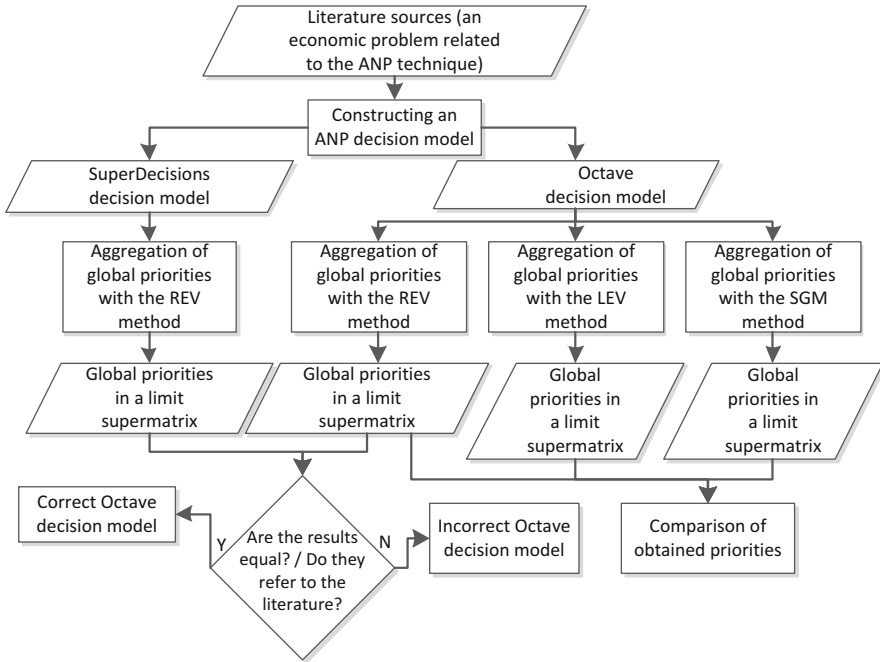 Literature sources (an
economic problem related
to the ANP technique)
Constructing an
ANP decision model
SuperDecisions
decision model
Octave
decision model
Aggregation of
global priorities
with the REV
method
Aggregation of
global priorities
with the REV
method
Aggregation of
global priorities
with the LEV
method
Aggregation of
global priorities
with the SGM
method
Global priorities
in a limit
supermatrix
Global priorities
in a limit
supermatrix
Global
priorities in
a limit
supermatrix
Global
priorities in
a limit
supermatrix
Correct Octave
decision model
Y
Are the results
equal? / Do they
refer to the
literature?
N
Incorrect Octave
decision model
Comparison of
obtained priorities